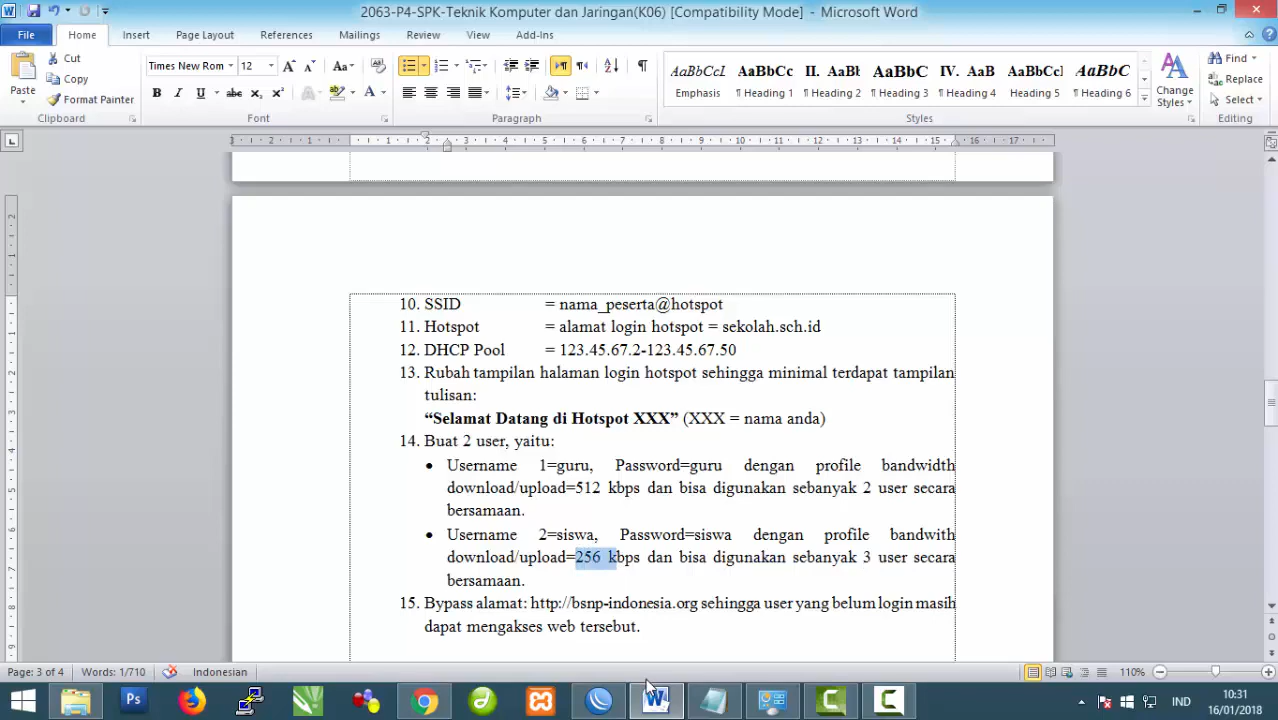 2063-P4-SPK-Teknik Komputer dan Jaringan(K06) [Compatibility Mode] - Microsoft Word
File Home Insert Page Layout References Mailings Review View Add-Ins
Paste
Cut
Copy
Format Painter
Clipboard
Times New Rom 12
Font
Paragraph
AaBbCcI AaBbCc II. AaBb AaBbCc IV. AaB AaBbCcI AaBbCc
Emphasis ¶ Heading 1 ¶ Heading 2 ¶ Heading 3 ¶ Heading 4 ¶ Heading 5 ¶ Heading 6
Change Styles
Styles
Find
Replace
Select
Editing
10. SSID = nama_peserta@hotspot
11. Hotspot = alamat login hotspot = sekolah.sch.id
12. DHCP Pool = 123.45.67.2-123.45.67.50
13. Rubah tampilan halaman login hotspot sehingga minimal terdapat tampilan
tulisan:
“Selamat Datang di Hotspot XXX” (XXX = nama anda)
14. Buat 2 user, yaitu:
• Username 1=guru, Password=guru dengan profile bandwidth
download/upload=512 kbps dan bisa digunakan sebanyak 2 user secara
bersamaan.
• Username 2=siswa, Password=siswa dengan profile bandwith
download/upload=256 kbps dan bisa digunakan sebanyak 3 user secara
bersamaan.
15. Bypass alamat: http://bsnp-indonesia.org sehingga user yang belum login masih
dapat mengakses web tersebut.
Page: 3 of 4 Words: 1/710 Indonesian 110%
Ps IND 10:31
16/01/2018